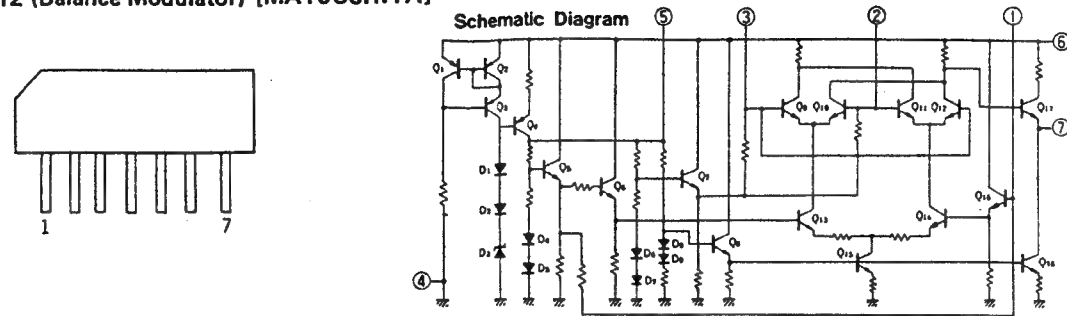 12 (Balance Modulator)
Schematic Diagram
⑤ ③ ② ① ⑥
Q1 Q2
Q3
Q4
Q9 Q10 Q11 Q12 Q17
⑦
D1
Q5
Q6
Q7
Q16
D2
Q13 Q14
D3
D4
D5
D6
D7
D8
D9
Q8
Q15
Q18
④
1 7